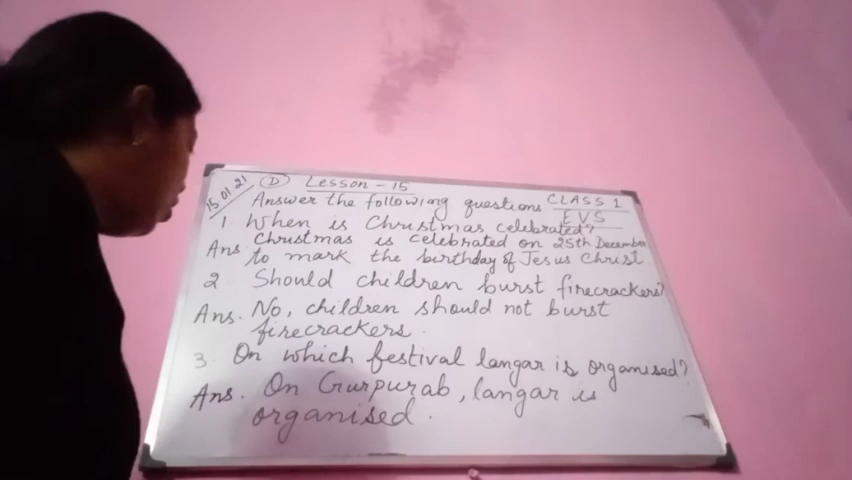 15.01.21 D Lesson - 15
CLASS 1
Answer the following questions
EVS
1. When is Christmas celebrated?
Ans Christmas is celebrated on 25th December
to mark the birthday of Jesus Christ
2 Should children burst firecrackers?
Ans. No, children should not burst
firecrackers.
3. On which festival langar is organised?
Ans. On Gurpurab, langar is
organised.